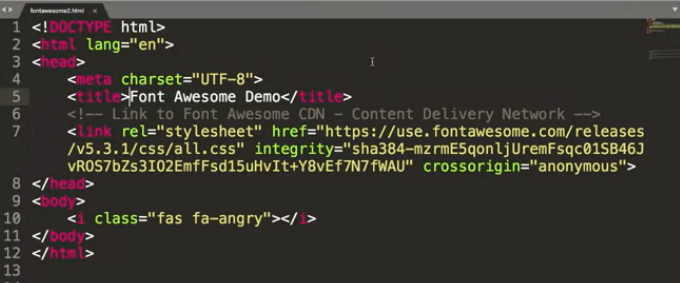 fontawesome2.html
1 <!DOCTYPE html>
2 <html lang="en">
3 <head>
4 <meta charset="UTF-8">
5 <title>Font Awesome Demo</title>
6 <!-- Link to Font Awesome CDN - Content Delivery Network -->
7 <link rel="stylesheet" href="https://use.fontawesome.com/releases
/v5.3.1/css/all.css" integrity="sha384-mzrmE5qonljUremFsqc01SB46J
vROS7bZs3IO2EmfFsd15uHvIt+Y8vEf7N7fWAU" crossorigin="anonymous">
8 </head>
9 <body>
10 <i class="fas fa-angry"></i>
11 </body>
12 </html>
13